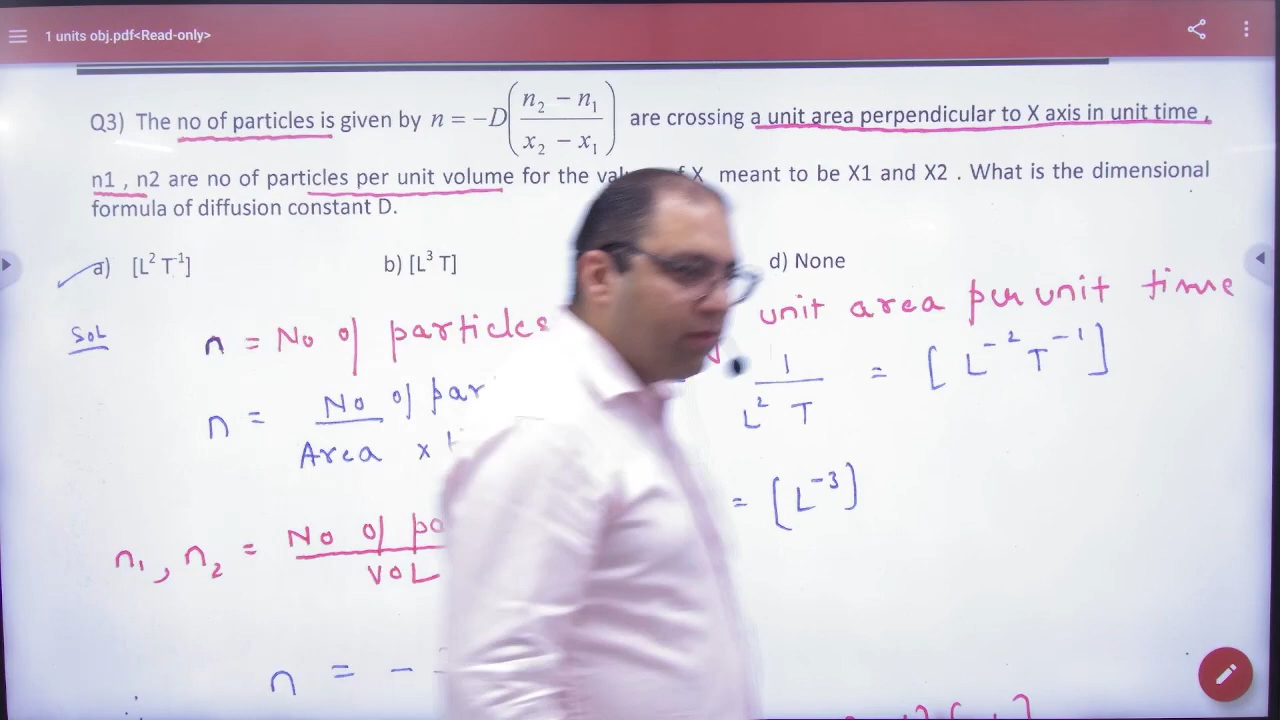 1 units obj.pdf<Read-only>
Q3) The no of particles is given by n = -D( (n₂ - n₁) / (x₂ - x₁) ) are crossing a unit area perpendicular to X axis in unit time ,
n1 , n2 are no of particles per unit volume for the X meant to be X1 and X2 . What is the dimensional
formula of diffusion constant D.
a) [L² T⁻¹] b) [L³ T] d) None
Sol n = No of particles unit area per unit time
n = No of par / Area × 1 / L² T = [L⁻² T⁻¹]
n₁ , n₂ = No of / VOL = [L⁻³]
n = -